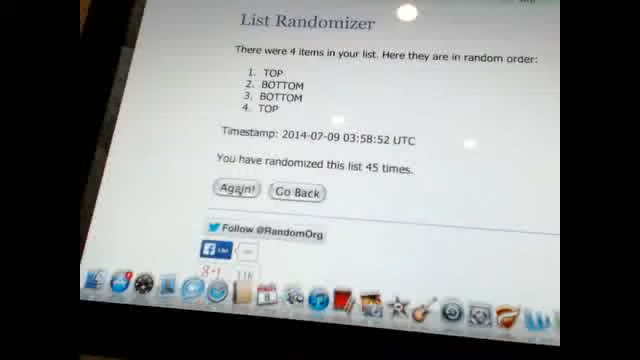 List Randomizer
There were 4 items in your list. Here they are in random order:
1. TOP
2. BOTTOM
3. BOTTOM
4. TOP
Timestamp: 2014-07-09 03:58:52 UTC
You have randomized this list 45 times.
Again! Go Back
Follow @RandomOrg